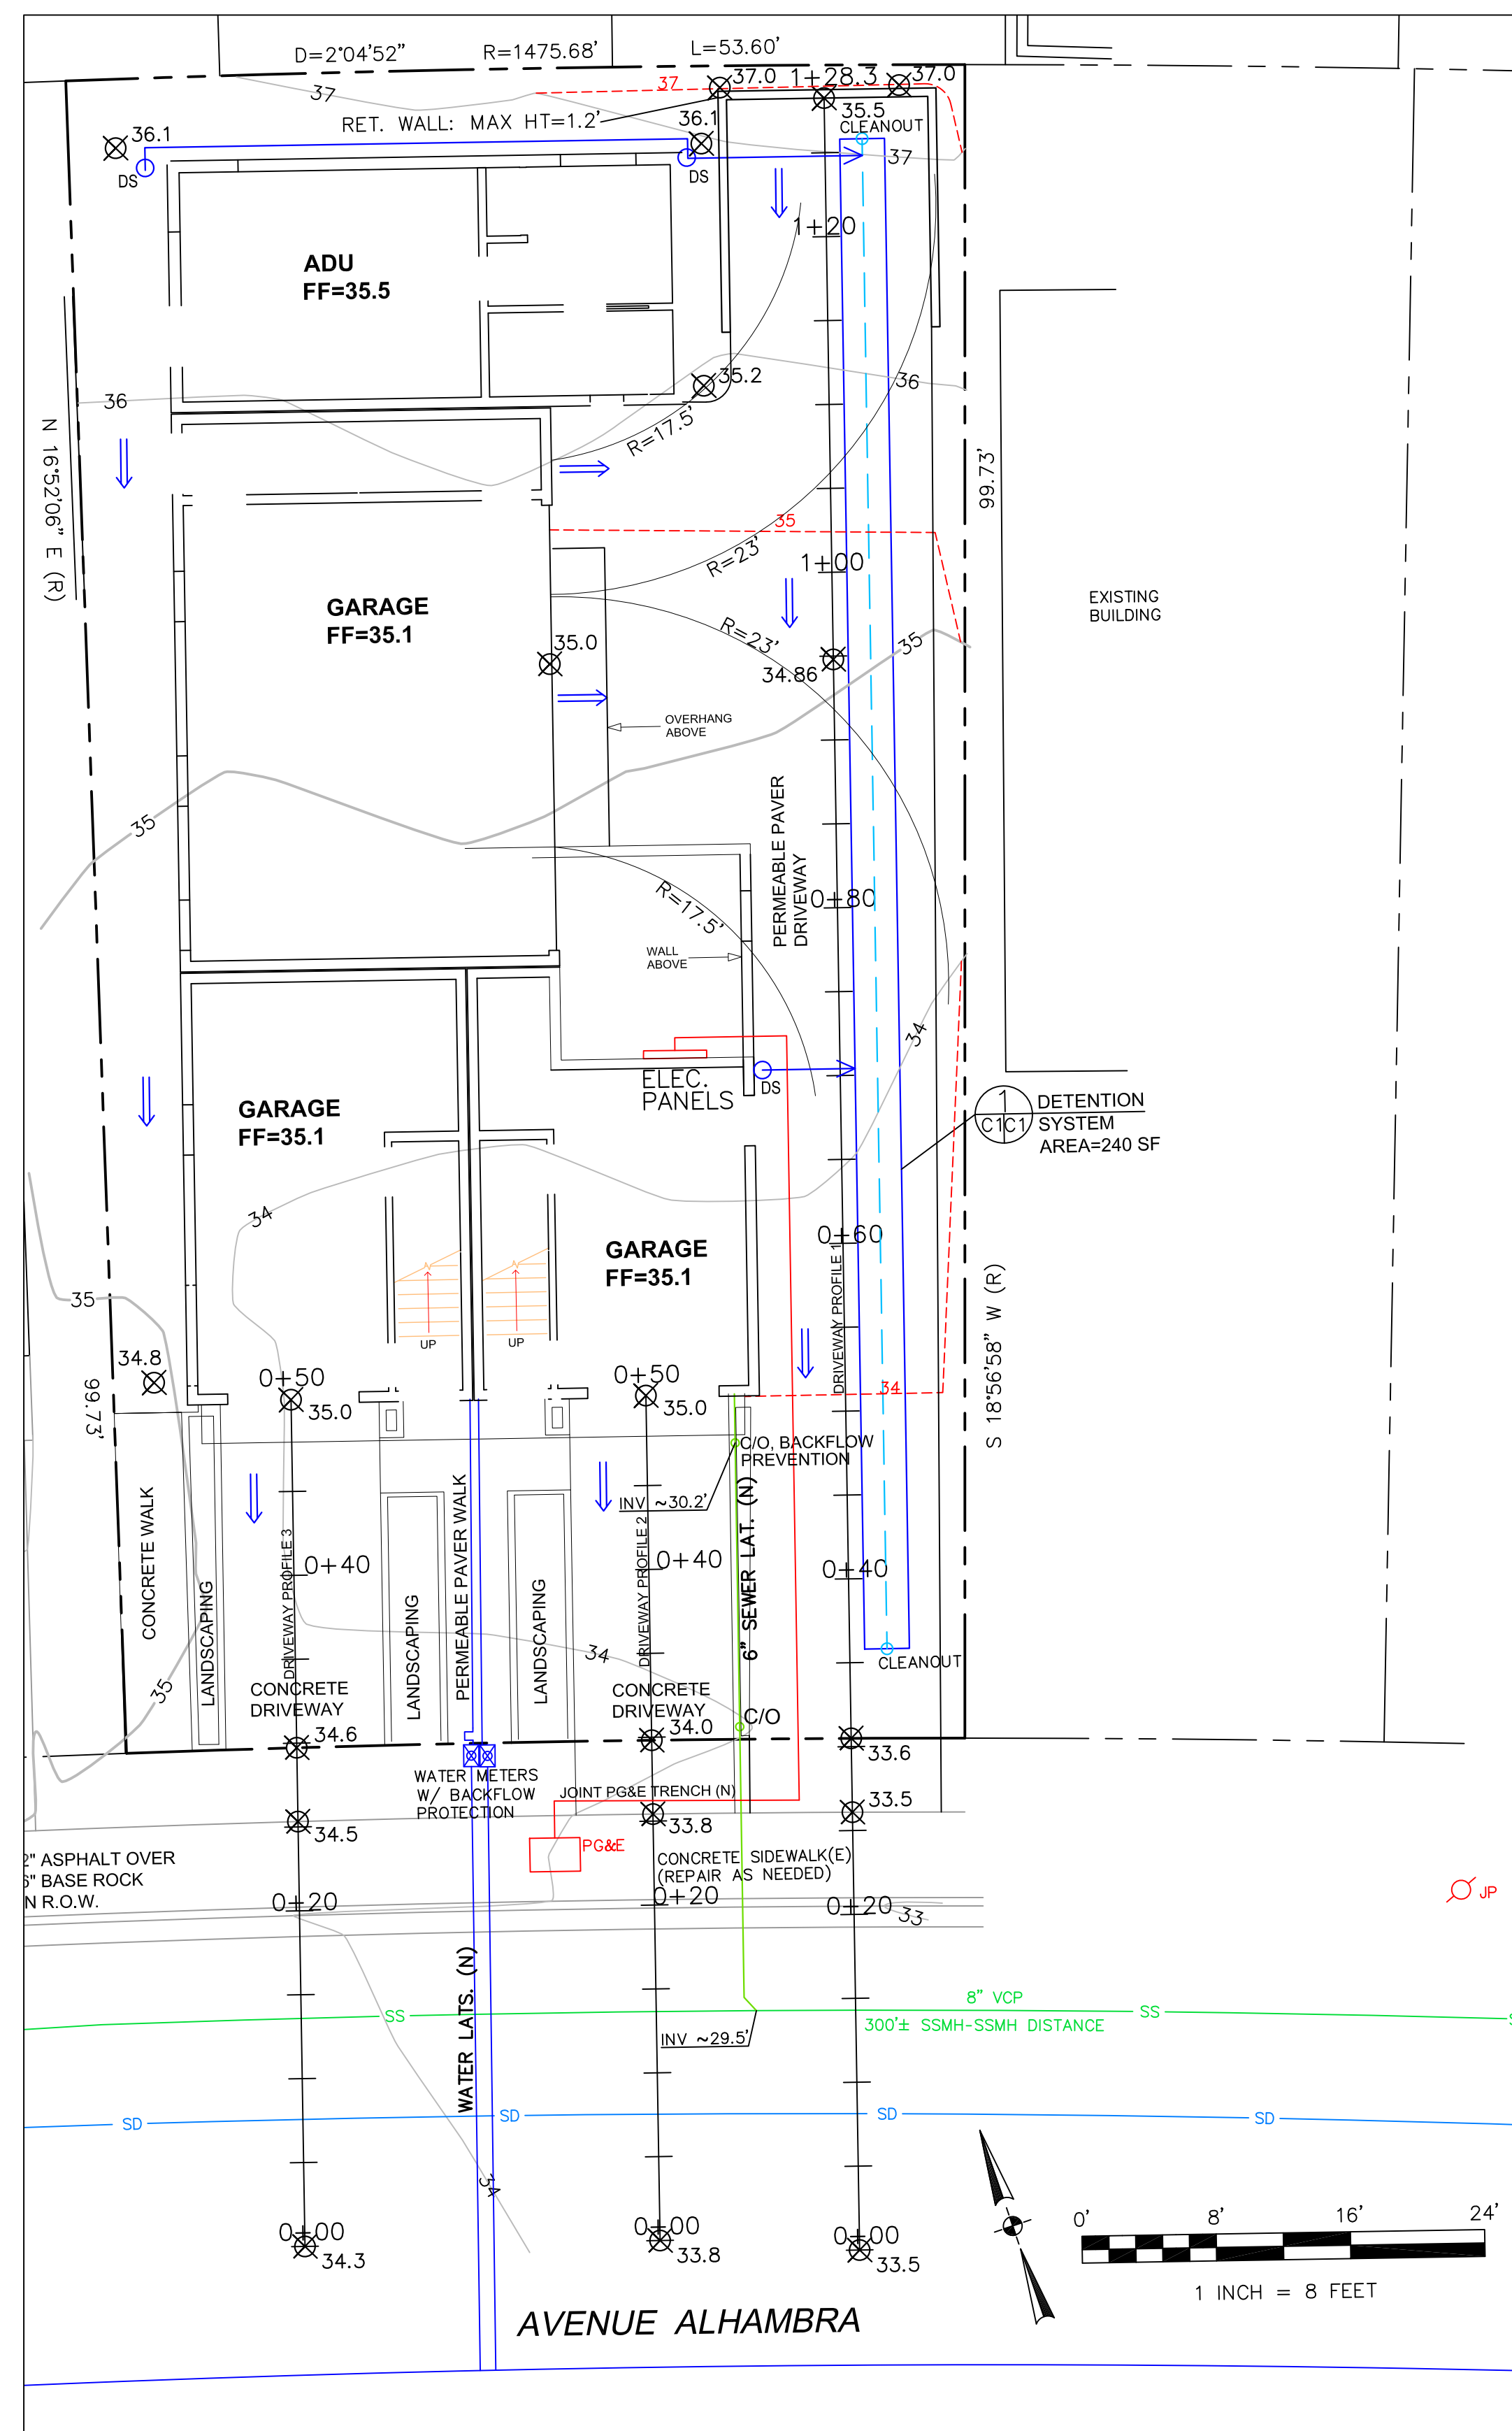 D=2°04'52"
R=1475.68'
L=53.60'
37
37
37.0
1+28.3
37.0
RET. WALL: MAX HT=1.2'
36.1
35.5
CLEANOUT
36.1
DS
DS
37
1+20
ADU
FF=35.5
35.2
36
36
R=17.5'
N 16°52'06" E (R)
99.73'
35
R=23'
1+00
EXISTING
BUILDING
GARAGE
FF=35.1
R=23'
35.0
35
34.86
OVERHANG
ABOVE
PERMEABLE PAVER
DRIVEWAY
35
R=17.5'
0+80
WALL
ABOVE
34
ELEC.
PANELS
DS
1
C1
C1
DETENTION
SYSTEM
AREA=240 SF
GARAGE
FF=35.1
34
0+60
GARAGE
FF=35.1
DRIVEWAY PROFILE 1
S 18°56'58" W (R)
35
UP
UP
34.8
0+50
0+50
34
99.73'
35.0
35.0
C/O, BACKFLOW
PREVENTION
INV ~30.2'
CONCRETE WALK
LANDSCAPING
DRIVEWAY PROFILE 3
0+40
LANDSCAPING
PERMEABLE PAVER WALK
LANDSCAPING
DRIVEWAY PROFILE 2
0+40
6" SEWER LAT. (N)
0+40
34
35
CLEANOUT
CONCRETE
DRIVEWAY
CONCRETE
DRIVEWAY
C/O
34.6
34.0
33.6
WATER METERS
W/ BACKFLOW
PROTECTION
JOINT PG&E TRENCH (N)
33.5
34.5
33.8
PG&E
CONCRETE SIDEWALK(E)
(REPAIR AS NEEDED)
2" ASPHALT OVER
6" BASE ROCK
N R.O.W.
0+20
0+20
0+20
33
JP
WATER LATS. (N)
SS
8" VCP
SS
300'± SSMH-SSMH DISTANCE
INV ~29.5'
SD
SD
SD
SD
34
0+00
34.3
0+00
33.8
0+00
33.5
0'
8'
16'
24'
1 INCH = 8 FEET
AVENUE ALHAMBRA